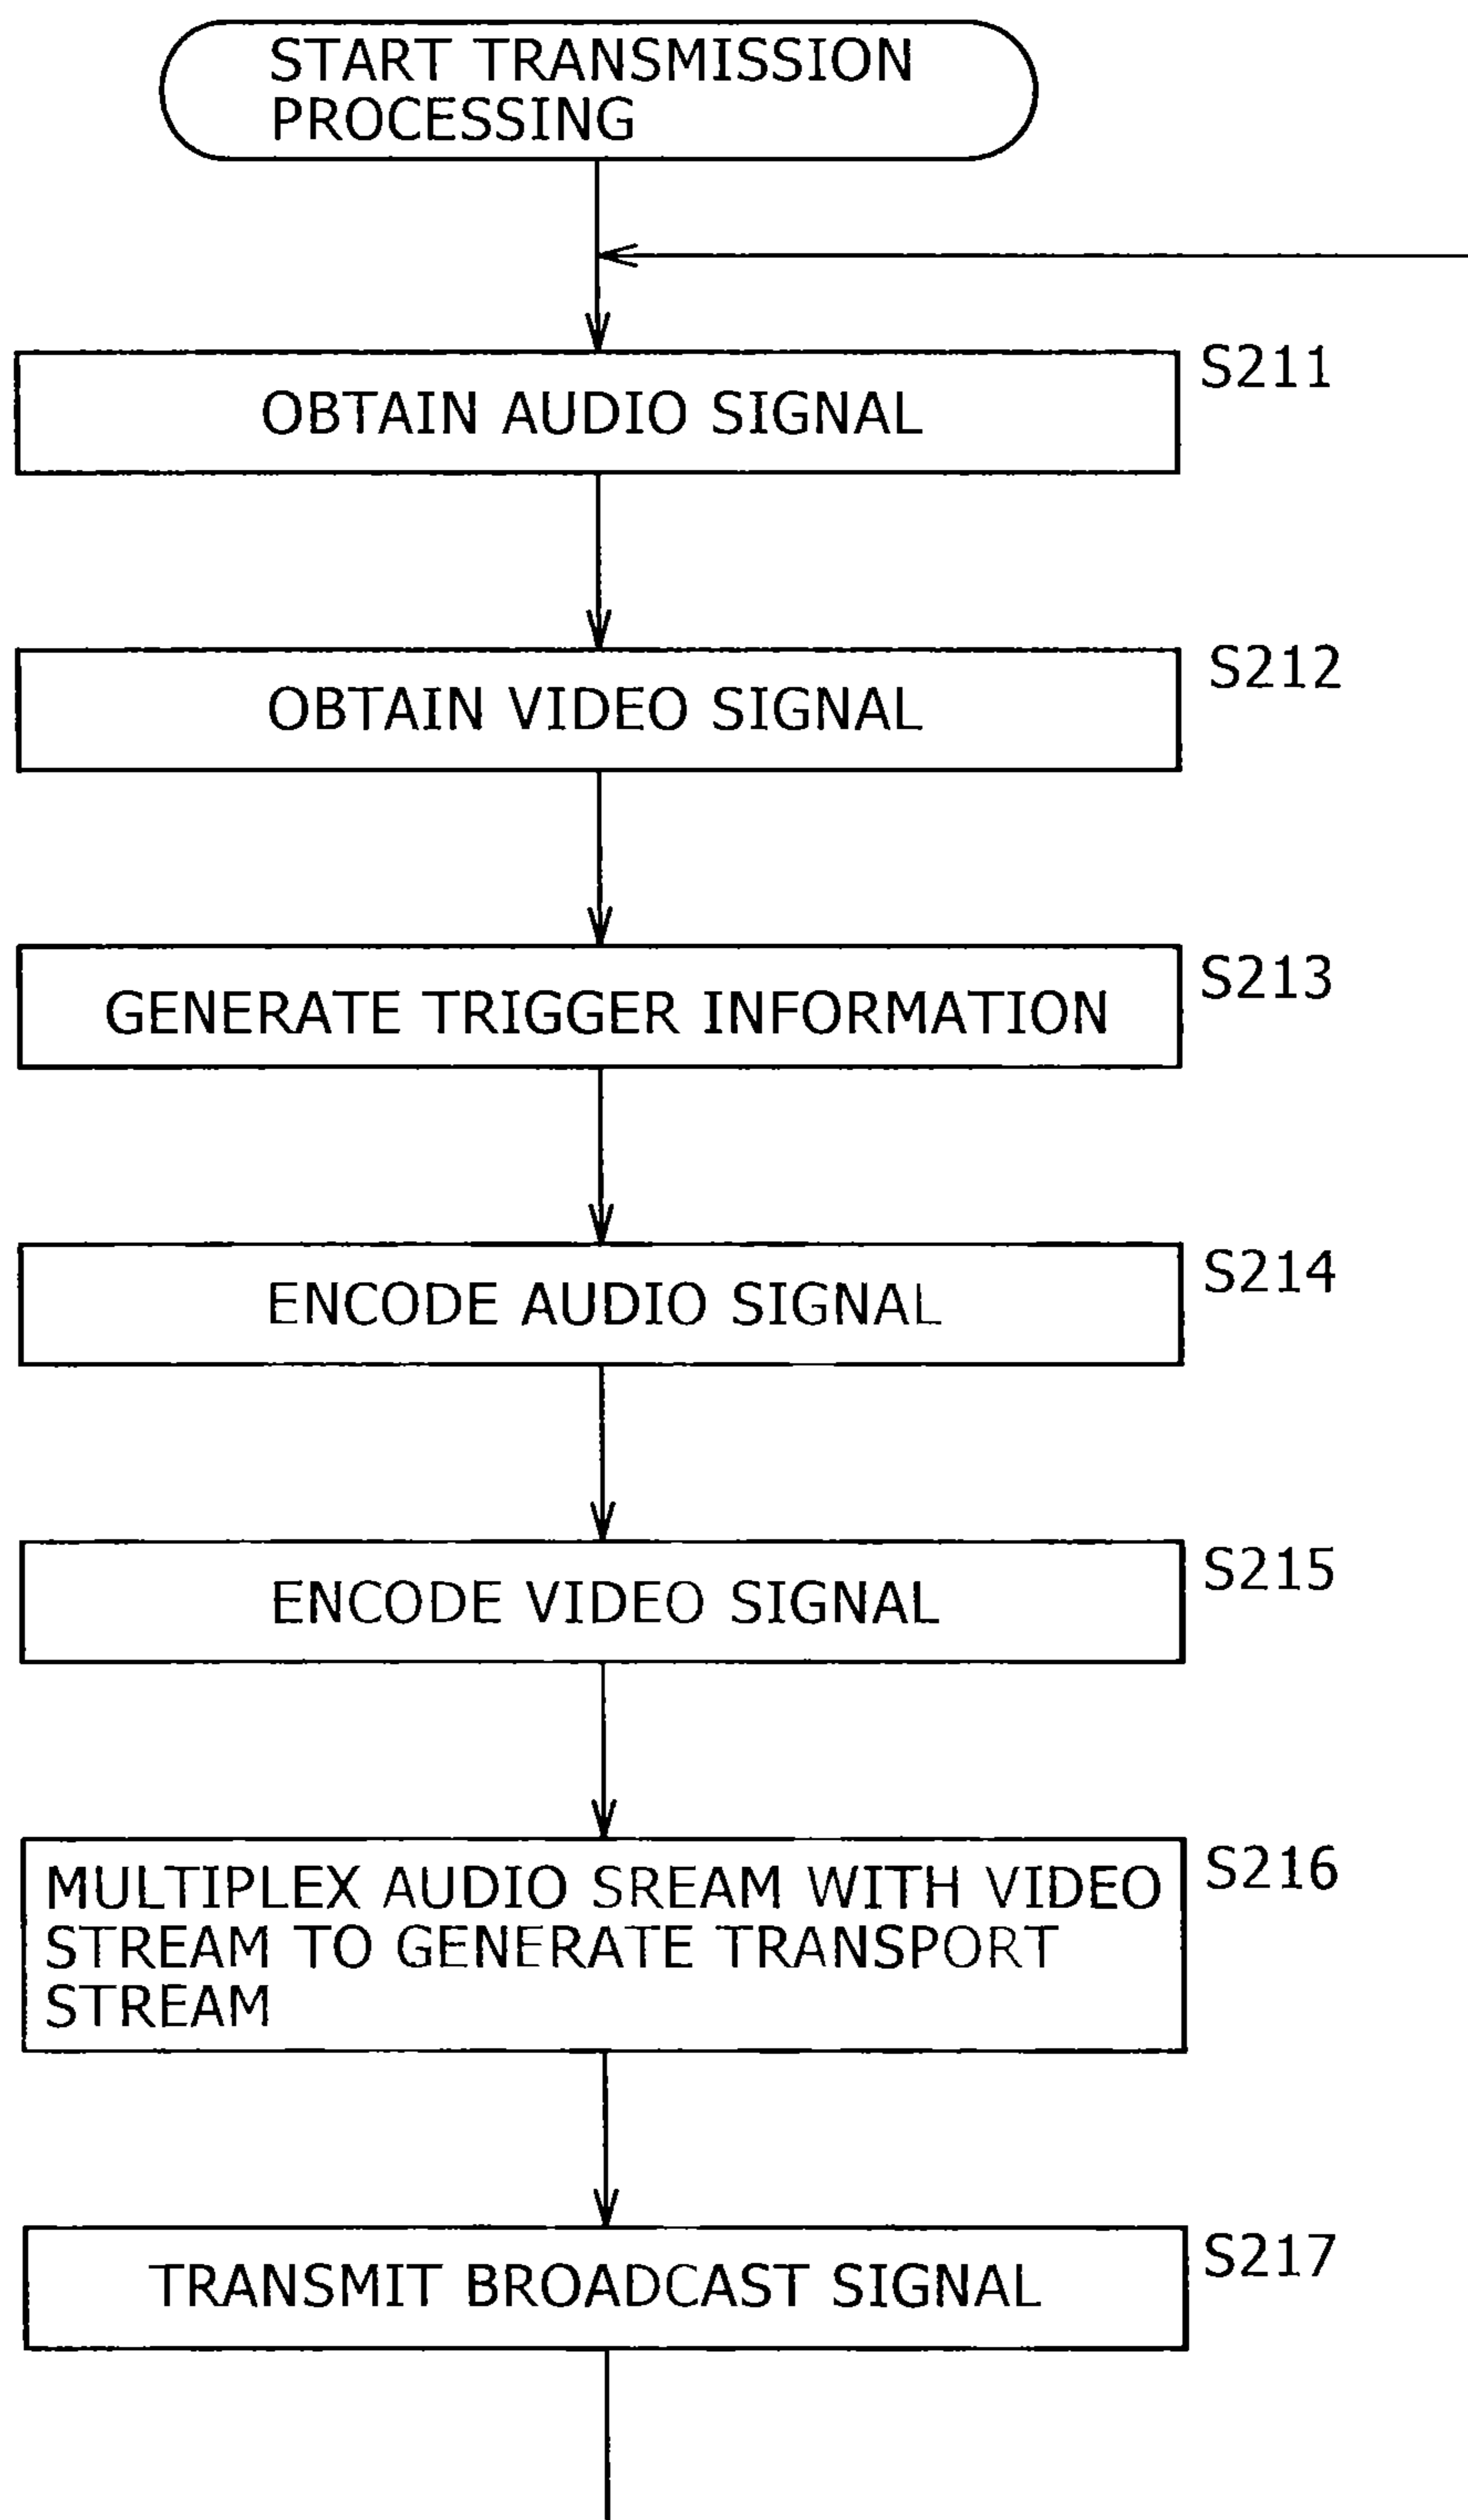 START TRANSMISSION
PROCESSING
S211
OBTAIN AUDIO SIGNAL
S212
OBTAIN VIDEO SIGNAL
S213
GENERATE TRIGGER INFORMATION
S214
ENCODE AUDIO SIGNAL
S215
ENCODE VIDEO SIGNAL
S216
MULTIPLEX AUDIO SREAM WITH VIDEO
STREAM TO GENERATE TRANSPORT
STREAM
S217
TRANSMIT BROADCAST SIGNAL